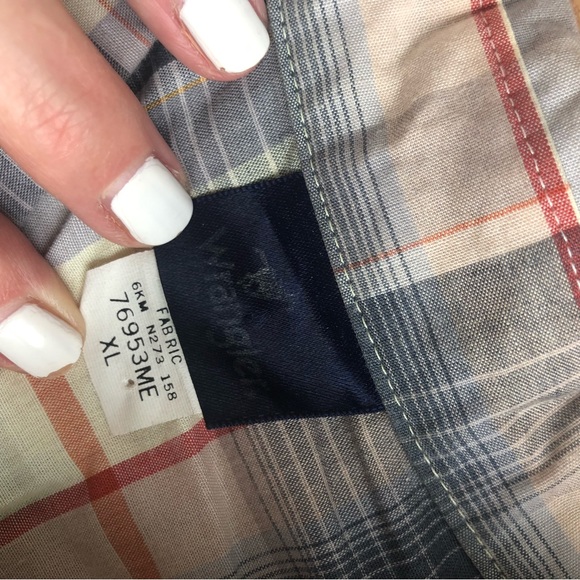 Wrangler
FABRIC
6KM N273 158
76953ME
XL